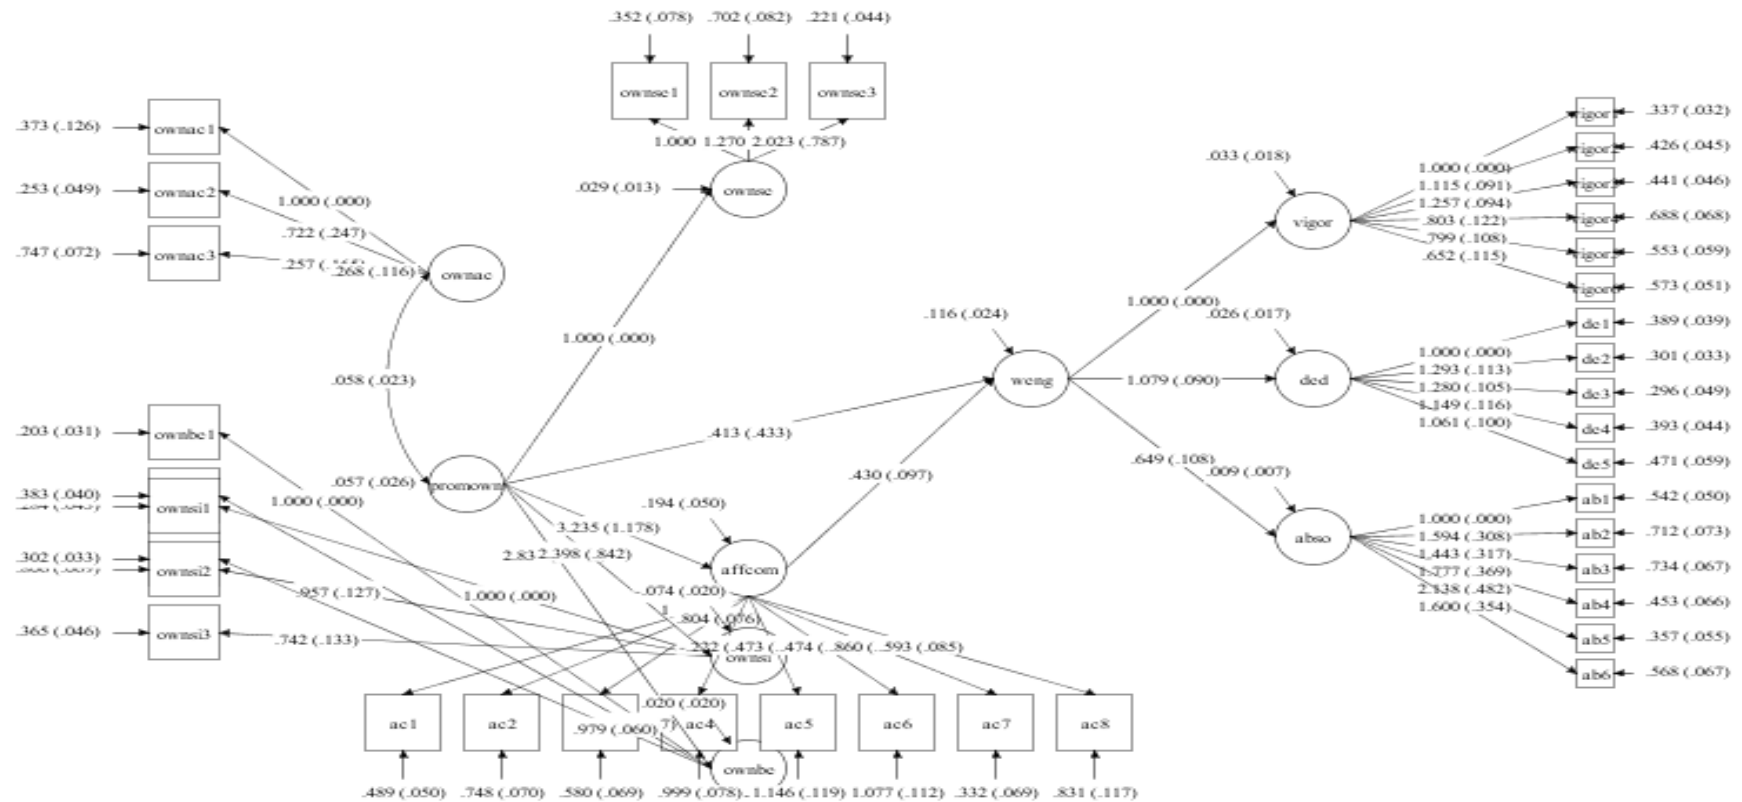 .352 (.078) .702 (.082) .221 (.044)
ownse1 ownse2 ownse3
1.000 1.270 2.023 (.787)
.029 (.013) ownse
.373 (.126) ownac1
.253 (.049) ownac2
.747 (.072) ownac3
1.000 (.000)
.722 (.247)
.257
.268 (.116) ownac
1.000 (.000)
.058 (.023)
.057 (.026) promown
.413 (.433)
.430 (.097)
.116 (.024)
weng
1.000 (.000)
1.079 (.090)
.649 (.108)
.033 (.018)
vigor
.026 (.017)
ded
.009 (.007)
abso
1.000 (.000)
1.115 (.091)
1.257 (.094)
.803 (.122)
.799 (.108)
.652 (.115)
.337 (.032)
.426 (.045)
.441 (.046)
.688 (.068)
.553 (.059)
.573 (.051)
1.000 (.000)
1.293 (.113)
1.280 (.105)
1.149 (.116)
1.061 (.100)
de1 .389 (.039)
de2 .301 (.033)
de3 .296 (.049)
de4 .393 (.044)
de5 .471 (.059)
1.000 (.000)
1.594 (.308)
1.443 (.317)
1.777 (.369)
2.138 (.482)
1.600 (.354)
ab1 .542 (.050)
ab2 .712 (.073)
ab3 .734 (.067)
ab4 .453 (.066)
ab5 .357 (.055)
ab6 .568 (.067)
.203 (.031) ownbe1
.383 (.040)
ownsi1
.302 (.033)
ownsi2
.365 (.046) ownsi3
1.000 (.000)
.957 (.127)
1.000 (.000)
.742 (.133)
3.235 (1.178)
2.398 (.842)
.194 (.050)
affcom
.074 (.020)
.804 (.076)
.473 (.474 (.860 (.593 (.085)
ownsi
.020 (.020)
.979 (.060)
ac1 ac2 ac4 ac5 ac6 ac7 ac8
ownbe
.489 (.050) .748 (.070) .580 (.069) .999 (.078) 1.146 (.119) 1.077 (.112) .332 (.069) .831 (.117)